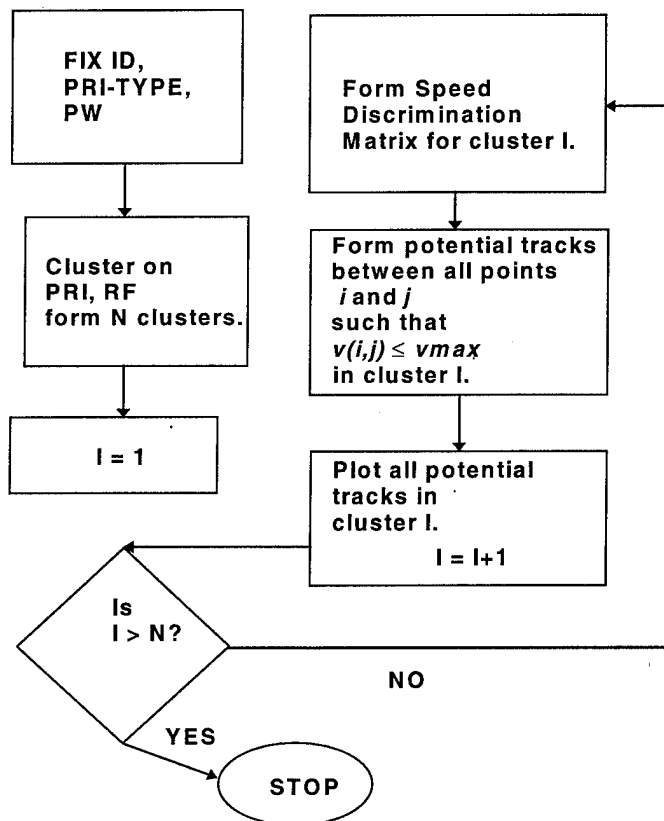 FIX ID,
PRI-TYPE,
PW
Cluster on
PRI, RF
form N clusters.
I = 1
Form Speed
Discrimination
Matrix for cluster I.
Form potential tracks
between all points
i and j
such that
v(i,j) ≤ vmax
in cluster I.
Plot all potential
tracks in
cluster I.
I = I+1
Is
I > N?
NO
YES
STOP